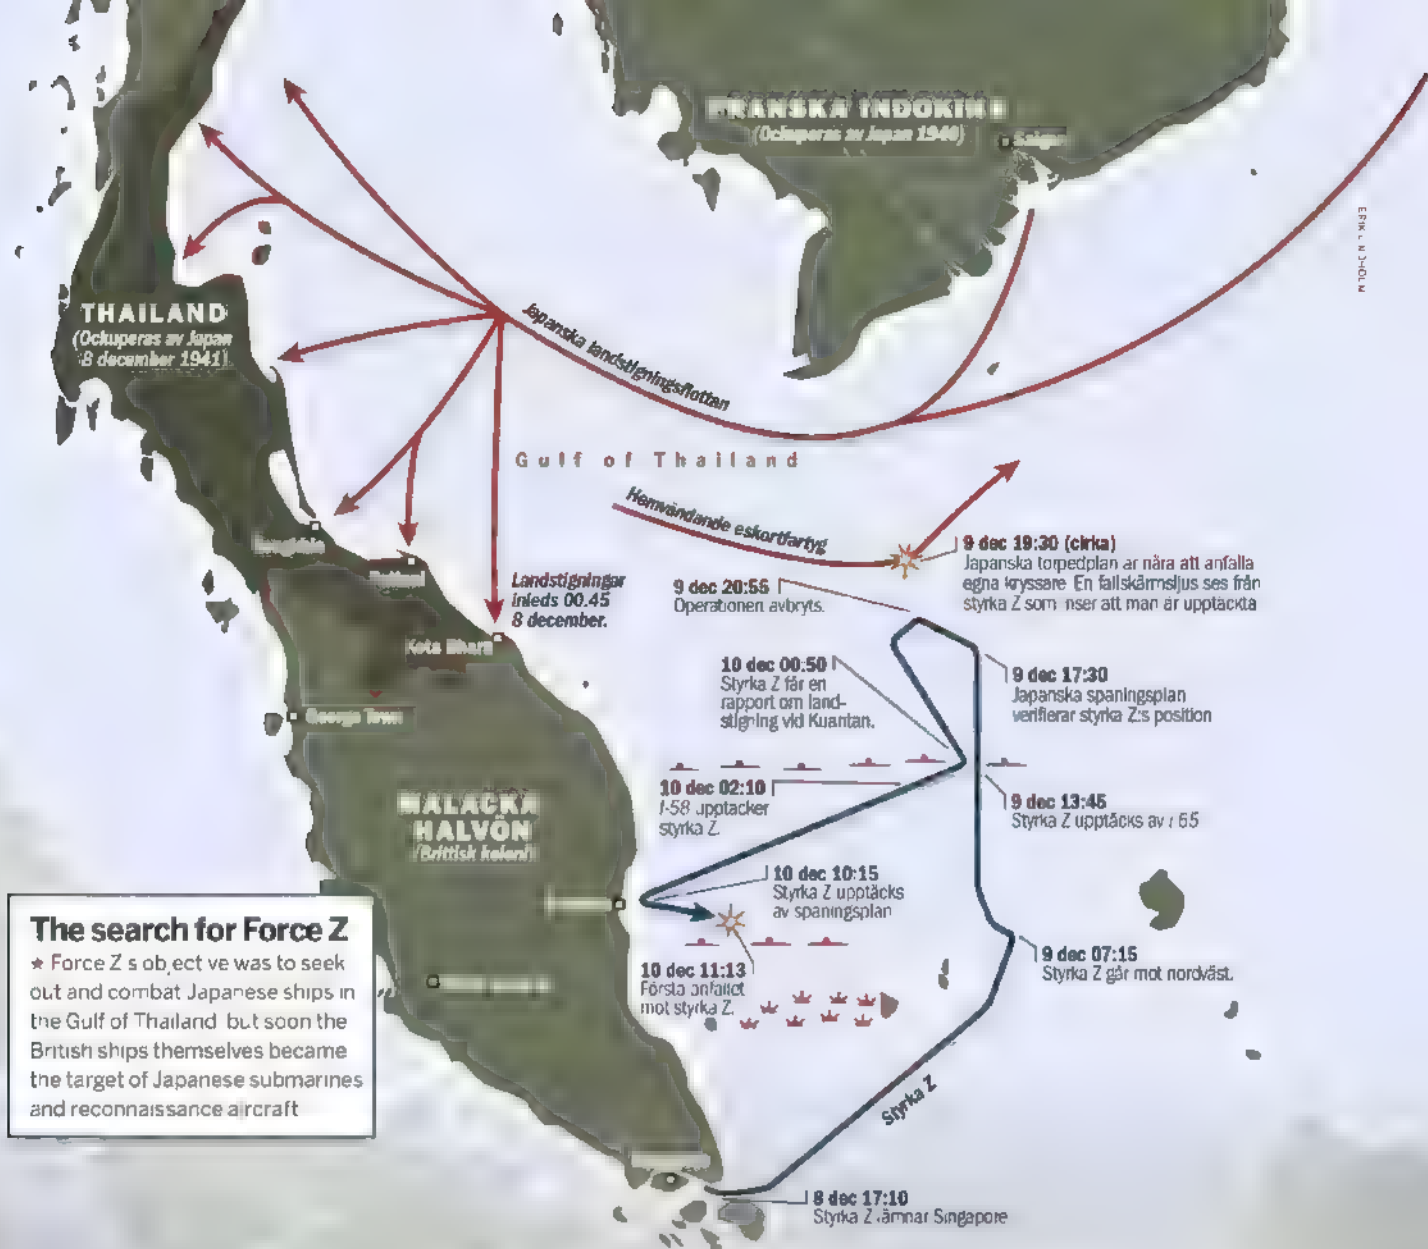 FRANSKA INDOKINA
(Ockuperas av Japan 1940)
Saigon
ERIK LINDHOLM
THAILAND
(Ockuperas av Japan
8 december 1941)
Japanska landstigningsflottan
Gulf of Thailand
Hemvändande eskortfartyg
9 dec 19:30 (cirka)
Japanska torpedplan är nära att anfalla
egna kryssare En fallskärmsljus ses från
styrka Z som inser att man är upptäckta
Landstigningar
inleds 00.45
8 december.
9 dec 20:55
Operationen avbryts.
Kota Bharu
10 dec 00:50
Styrka Z får en
rapport om land-
stigning vid Kuantan.
9 dec 17:30
Japanska spaningsplan
verifierar styrka Z:s position
George Town
10 dec 02:10
I-58 upptäcker
styrka Z.
9 dec 13:45
Styrka Z upptäcks av I 65
MALACKA
HALVÖN
(Brittisk koloni)
10 dec 10:15
Styrka Z upptäcks
av spaningsplan
The search for Force Z
★ Force Z s objective was to seek
out and combat Japanese ships in
the Gulf of Thailand but soon the
British ships themselves became
the target of Japanese submarines
and reconnaissance aircraft
10 dec 11:13
Första anfallet
mot styrka Z.
9 dec 07:15
Styrka Z går mot nordväst.
Styrka Z
8 dec 17:10
Styrka Z lämnar Singapore